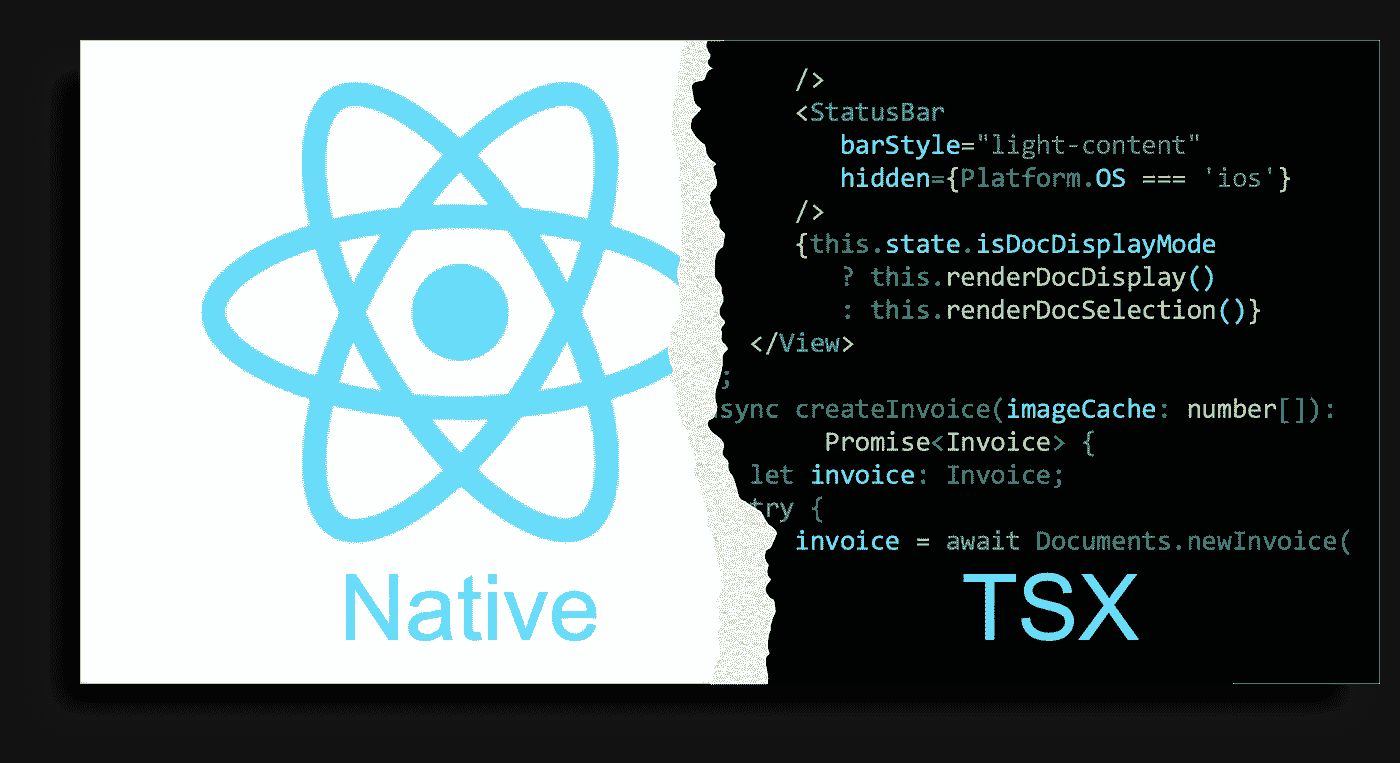 Native
/>
<StatusBar
barStyle="light-content"
hidden={Platform.OS === 'ios'}
/>
{this.state.isDocDisplayMode
? this.renderDocDisplay()
: this.renderDocSelection()}
</View>
;
sync createInvoice(imageCache: number[]):
Promise<Invoice> {
let invoice: Invoice;
try {
invoice = await Documents.newInvoice(
TSX